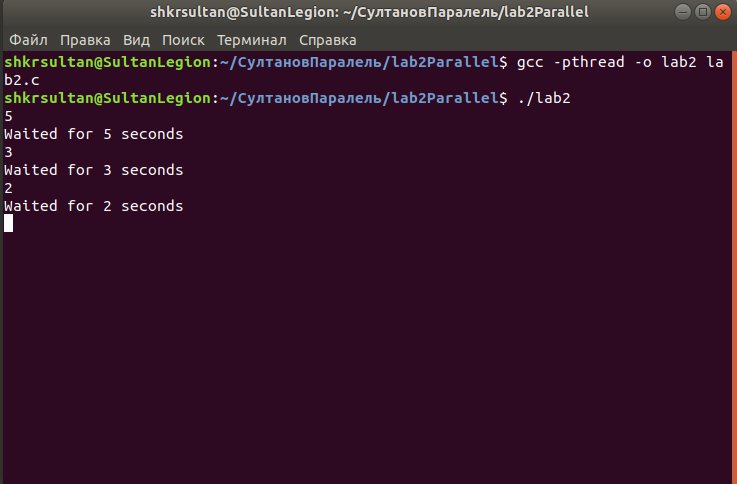 shkrsultan@SultanLegion: ~/СултановПаралель/lab2Parallel
Файл Правка Вид Поиск Терминал Справка
shkrsultan@SultanLegion:~/СултановПаралель/lab2Parallel$ gcc -pthread -o lab2 la
b2.c
shkrsultan@SultanLegion:~/СултановПаралель/lab2Parallel$ ./lab2
5
Waited for 5 seconds
3
Waited for 3 seconds
2
Waited for 2 seconds